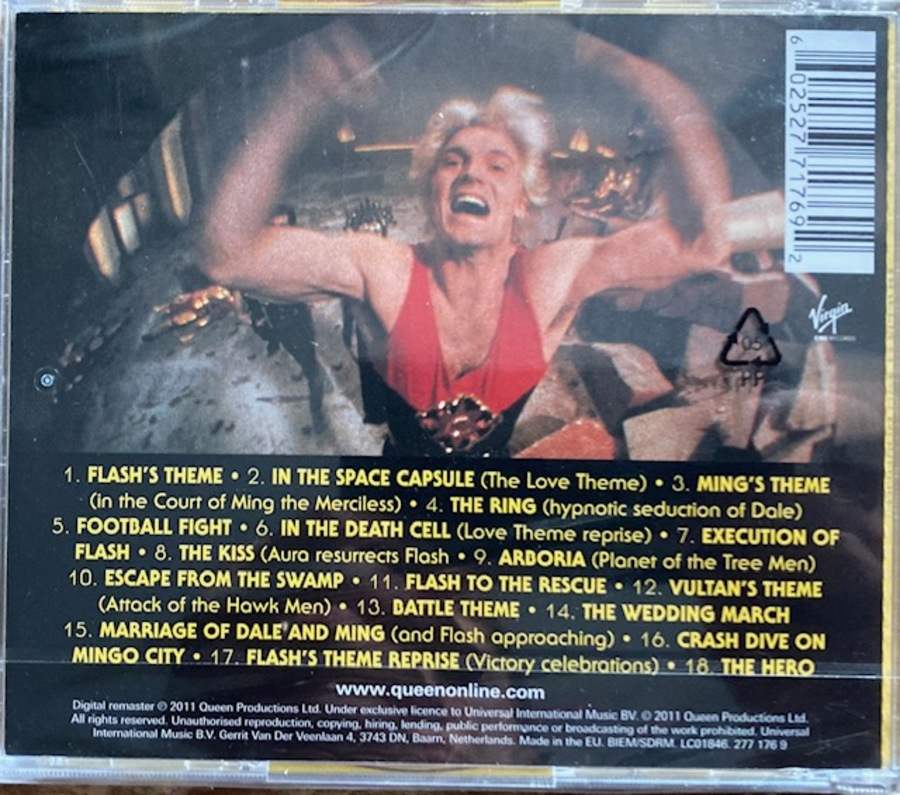 6 02527 71769 2
Virgin
05
PP
1. FLASH'S THEME • 2. IN THE SPACE CAPSULE (The Love Theme) • 3. MING'S THEME
(in the Court of Ming the Merciless) • 4. THE RING (hypnotic seduction of Dale)
5. FOOTBALL FIGHT • 6. IN THE DEATH CELL (Love Theme reprise) • 7. EXECUTION OF
FLASH • 8. THE KISS (Aura resurrects Flash • 9. ARBORIA (Planet of the Tree Men)
10. ESCAPE FROM THE SWAMP • 11. FLASH TO THE RESCUE • 12. VULTAN'S THEME
(Attack of the Hawk Men) • 13. BATTLE THEME • 14. THE WEDDING MARCH
15. MARRIAGE OF DALE AND MING (and Flash approaching) • 16. CRASH DIVE ON
MINGO CITY • 17. FLASH'S THEME REPRISE (Victory celebrations) • 18. THE HERO
www.queenonline.com
Digital remaster ℗ 2011 Queen Productions Ltd. Under exclusive licence to Universal International Music BV. © 2011 Queen Productions Ltd.
All rights reserved. Unauthorised reproduction, copying, hiring, lending, public performance or broadcasting of the work prohibited. Universal
International Music B.V. Gerrit Van Der Veenlaan 4, 3743 DN, Baarn, Netherlands. Made in the EU. BIEM/SDRM. LC01846. 277 176 9